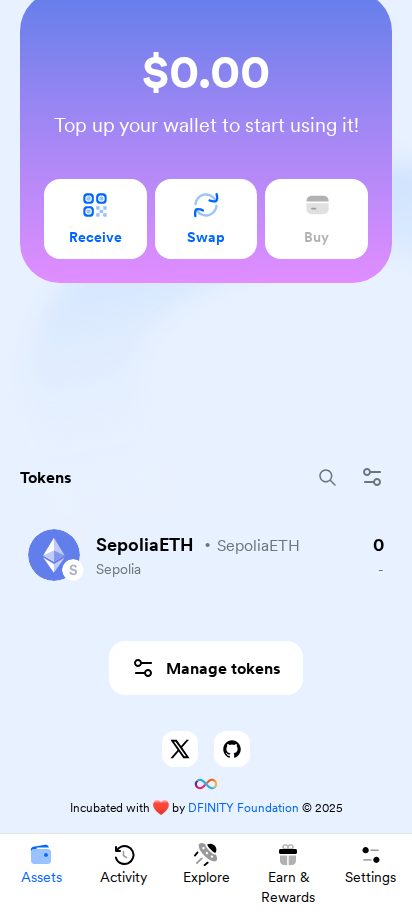 $0.00
Top up your wallet to start using it!
Receive
Swap
Buy
Tokens
SepoliaETH • SepoliaETH 0
S
Sepolia -
Manage tokens
Incubated with ❤️ by DFINITY Foundation © 2025
Assets
Activity
Explore
Earn &
Rewards
Settings